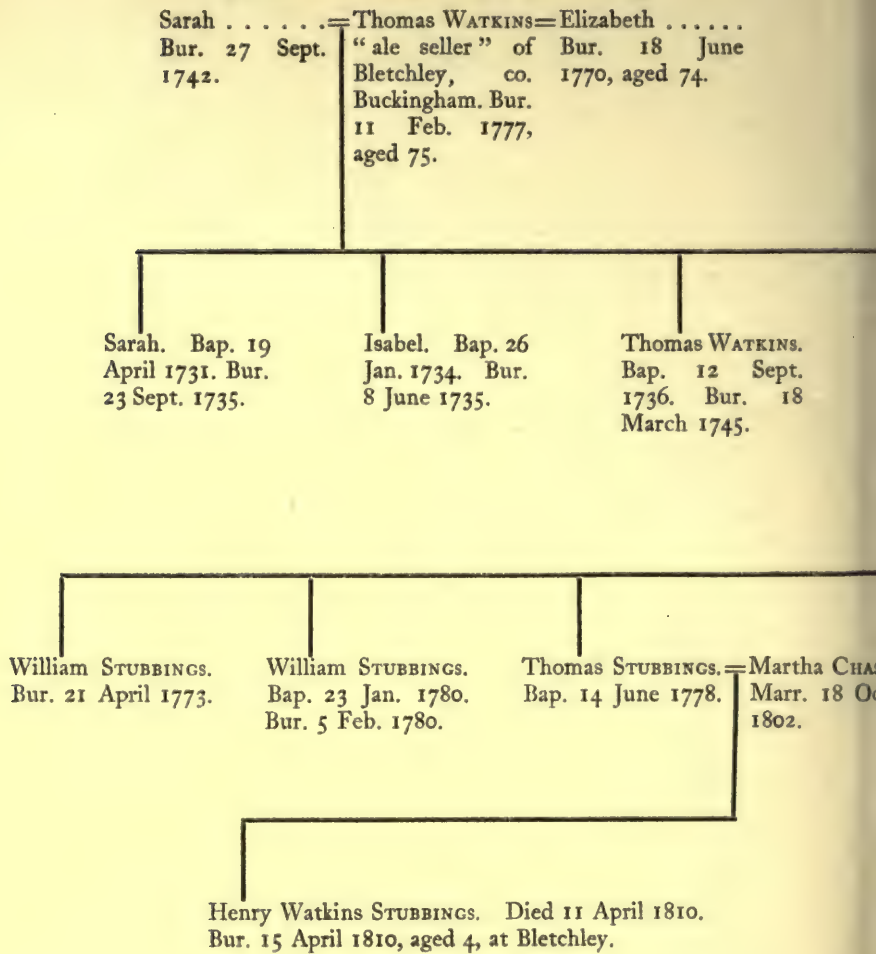 Sarah . . . . . .=Thomas WATKINS=Elizabeth . . . . . .
Bur. 27 Sept.
1742.
“ ale seller ” of
Bletchley, co.
Buckingham. Bur.
11 Feb. 1777,
aged 75.
Bur. 18 June
1770, aged 74.
Sarah. Bap. 19
April 1731. Bur.
23 Sept. 1735.
Isabel. Bap. 26
Jan. 1734. Bur.
8 June 1735.
Thomas WATKINS.
Bap. 12 Sept.
1736. Bur. 18
March 1745.
William STUBBINGS.
Bur. 21 April 1773.
William STUBBINGS.
Bap. 23 Jan. 1780.
Bur. 5 Feb. 1780.
Thomas STUBBINGS.=Martha
Bap. 14 June 1778.
Marr. 18
1802.
Henry Watkins STUBBINGS. Died 11 April 1810.
Bur. 15 April 1810, aged 4, at Bletchley.